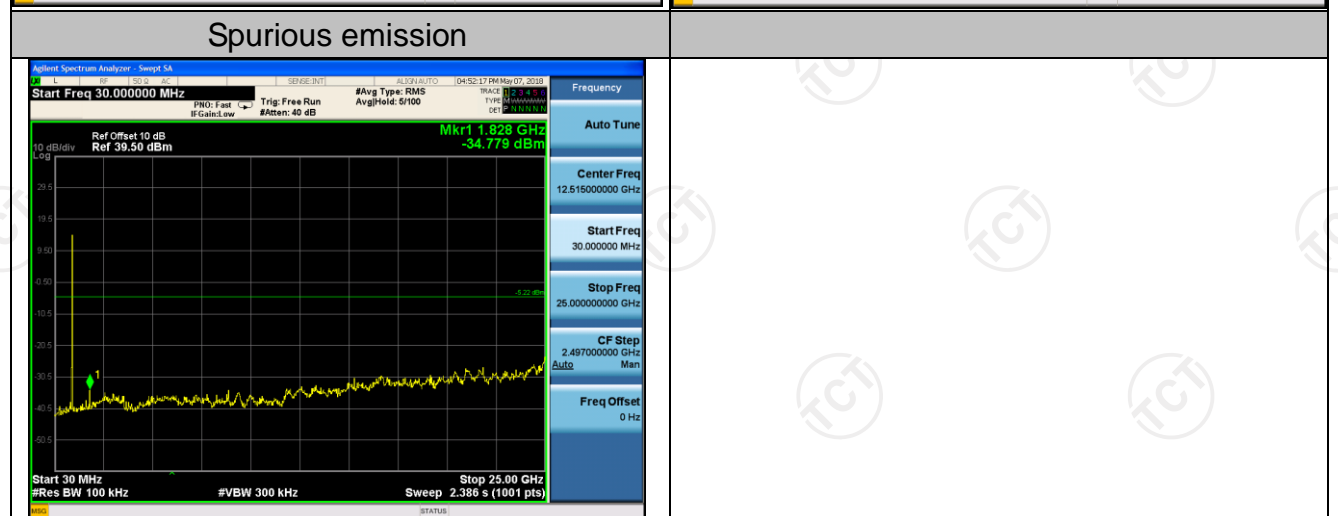 Spurious emission
Agilent Spectrum Analyzer - Swept SA
L RF 50 Ω AC SENSE:INT ALIGN AUTO 04:52:17 PM May 07, 2018
Start Freq 30.000000 MHz
PNO: Fast
IFGain:Low
Trig: Free Run
#Atten: 40 dB
#Avg Type: RMS
Avg|Hold: 5/100
TRACE 1 2 3 4 5 6
TYPE M
DET P N N N N N
Frequency
Ref Offset 10 dB
10 dB/div Ref 39.50 dBm
Log
Mkr1 1.828 GHz
-34.779 dBm
29.5
19.5
9.50
-0.50
-10.5
-20.5
-30.5
-40.5
-50.5
-5.22 dBm
1
Start 30 MHz
Stop 25.00 GHz
#Res BW 100 kHz
#VBW 300 kHz
Sweep 2.386 s (1001 pts)
MSG
STATUS
Auto Tune
Center Freq
12.515000000 GHz
Start Freq
30.000000 MHz
Stop Freq
25.000000000 GHz
CF Step
2.497000000 GHz
Auto Man
Freq Offset
0 Hz
TCT
TCT
TCT
TCT
TCT
TCT